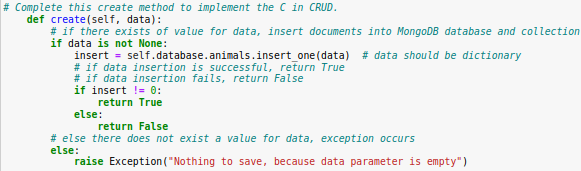 # Complete this create method to implement the C in CRUD.
def create(self, data):
# if there exists of value for data, insert documents into MongoDB database and collection
if data is not None:
insert = self.database.animals.insert_one(data)  # data should be dictionary
# if data insertion is successful, return True
# if data insertion fails, return False
if insert != 0:
return True
else:
return False
# else there does not exist a value for data, exception occurs
else:
raise Exception("Nothing to save, because data parameter is empty")